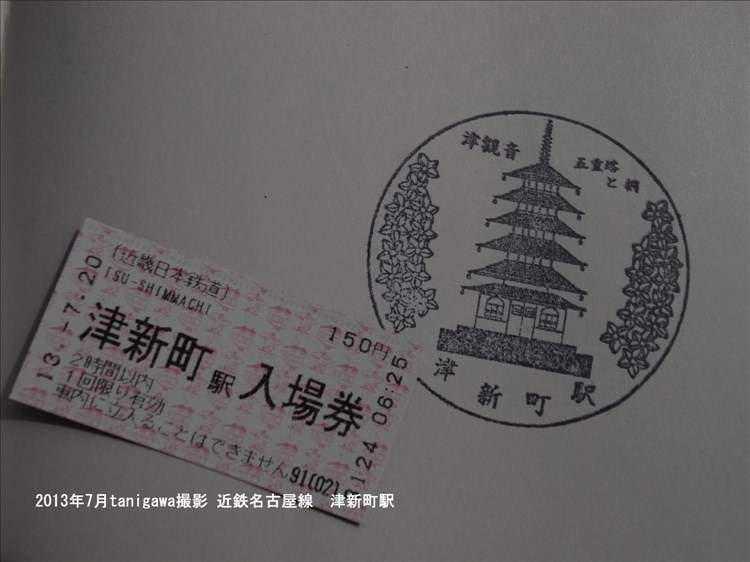 津観音
五重塔
と桐
津新町駅
(近畿日本鉄道)
TSU-SHIMMACHI
150円
津新町駅 入場券
2時間以内
1回限り有効
車内に立入ることはできません
13.-7.20
06:25
91(02)
2013年7月tanigawa撮影 近鉄名古屋線 津新町駅